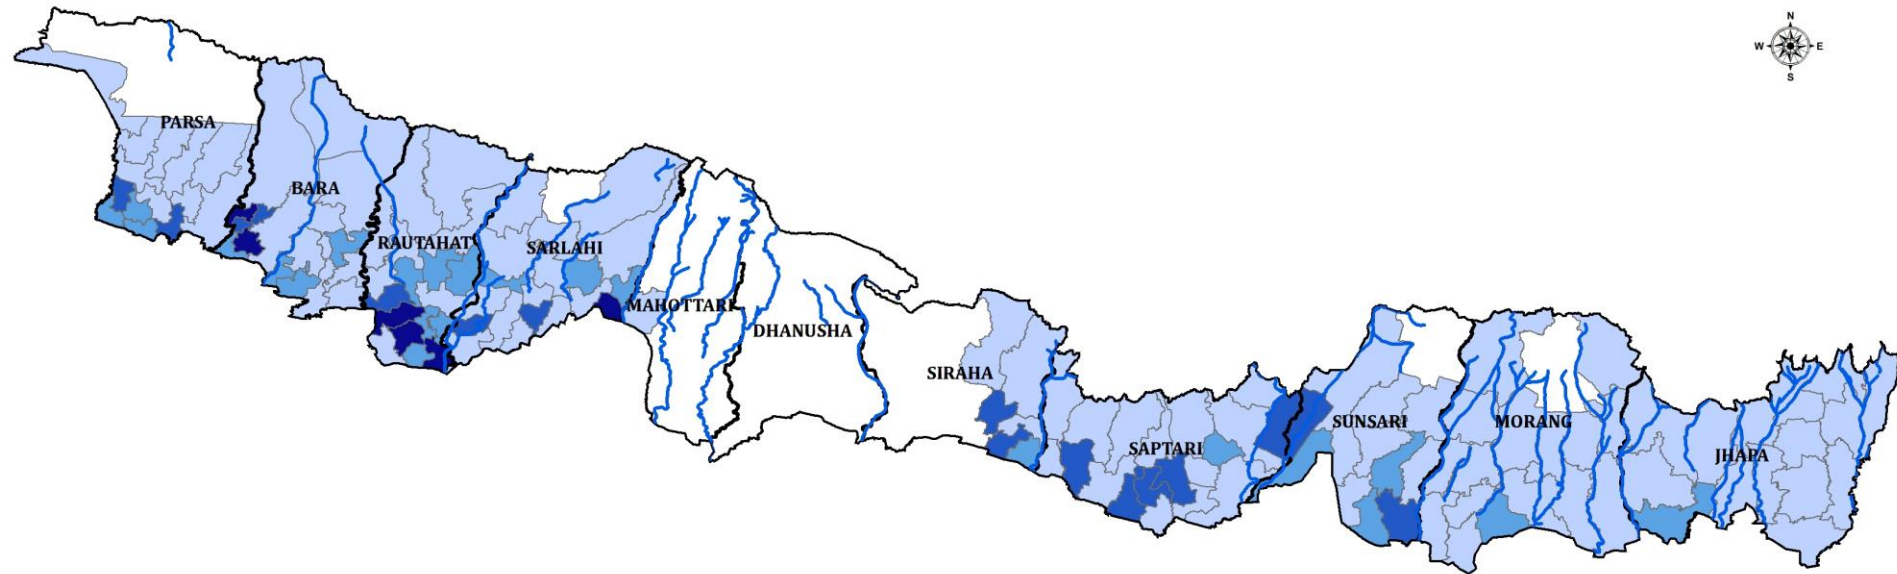 N
W E
S
PARSA
BARA
RAUTAHAT
SARLAHI
MAHOTTARI
DHANUSHA
SIRAHA
SAPTARI
SUNSARI
MORANG
JHAPA